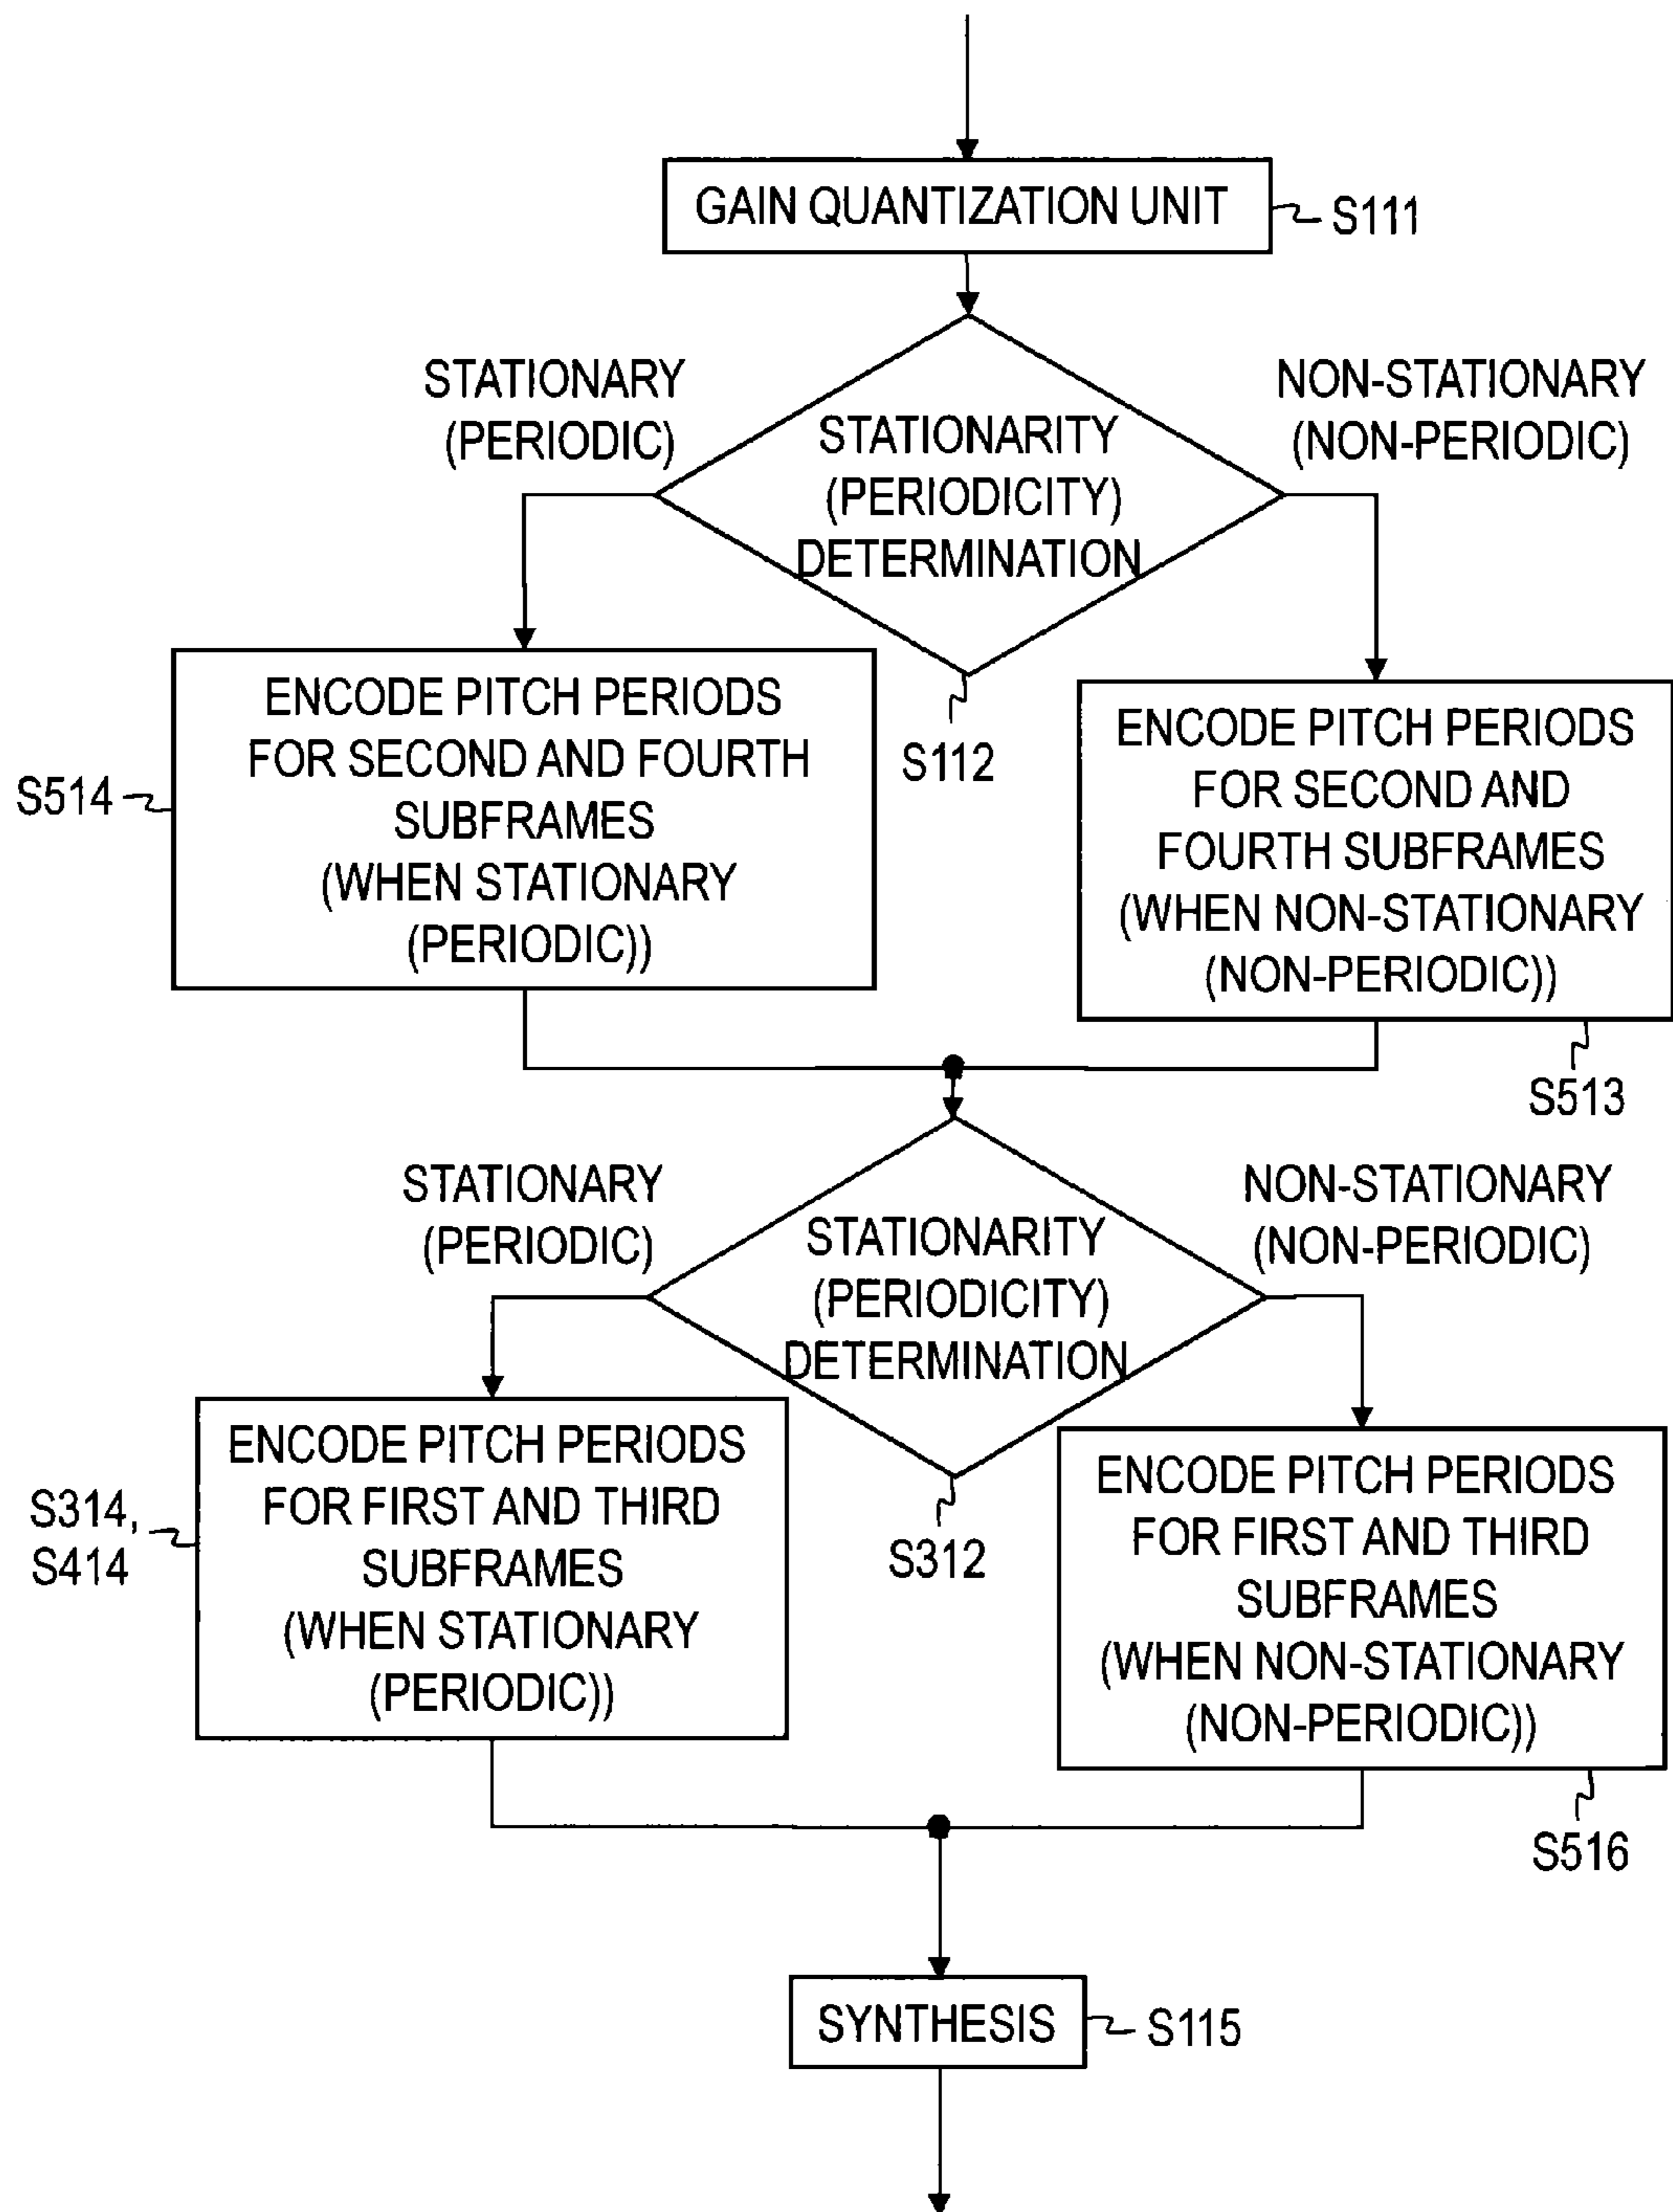 GAIN QUANTIZATION UNIT
S111
STATIONARY
(PERIODIC)
NON-STATIONARY
(NON-PERIODIC)
STATIONARITY
(PERIODICITY)
DETERMINATION
S112
ENCODE PITCH PERIODS
FOR SECOND AND FOURTH
SUBFRAMES
(WHEN STATIONARY
(PERIODIC))
S514
ENCODE PITCH PERIODS
FOR SECOND AND
FOURTH SUBFRAMES
(WHEN NON-STATIONARY
(NON-PERIODIC))
S513
STATIONARY
(PERIODIC)
NON-STATIONARY
(NON-PERIODIC)
STATIONARITY
(PERIODICITY)
DETERMINATION
S312
ENCODE PITCH PERIODS
FOR FIRST AND THIRD
SUBFRAMES
(WHEN STATIONARY
(PERIODIC))
S314,
S414
ENCODE PITCH PERIODS
FOR FIRST AND THIRD
SUBFRAMES
(WHEN NON-STATIONARY
(NON-PERIODIC))
S516
SYNTHESIS
S115